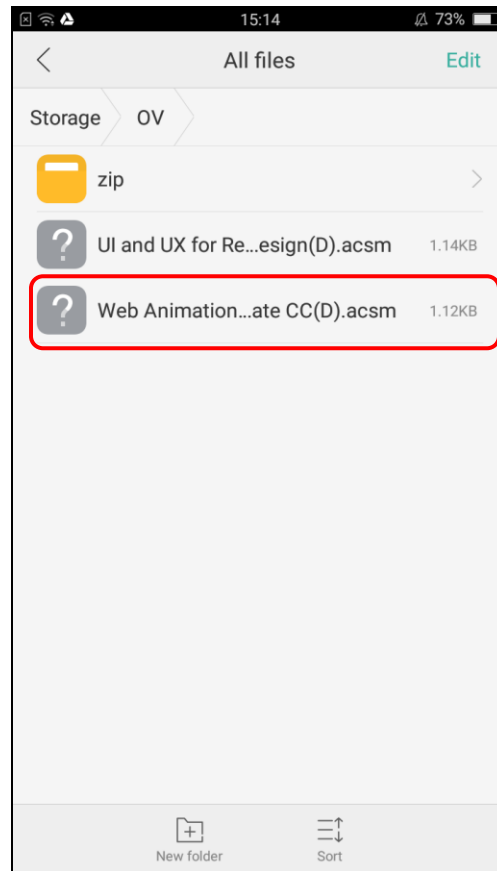 15:14 73%
All files Edit
Storage OV
zip
UI and UX for Re...esign(D).acsm 1.14KB
Web Animation...ate CC(D).acsm 1.12KB
New folder Sort